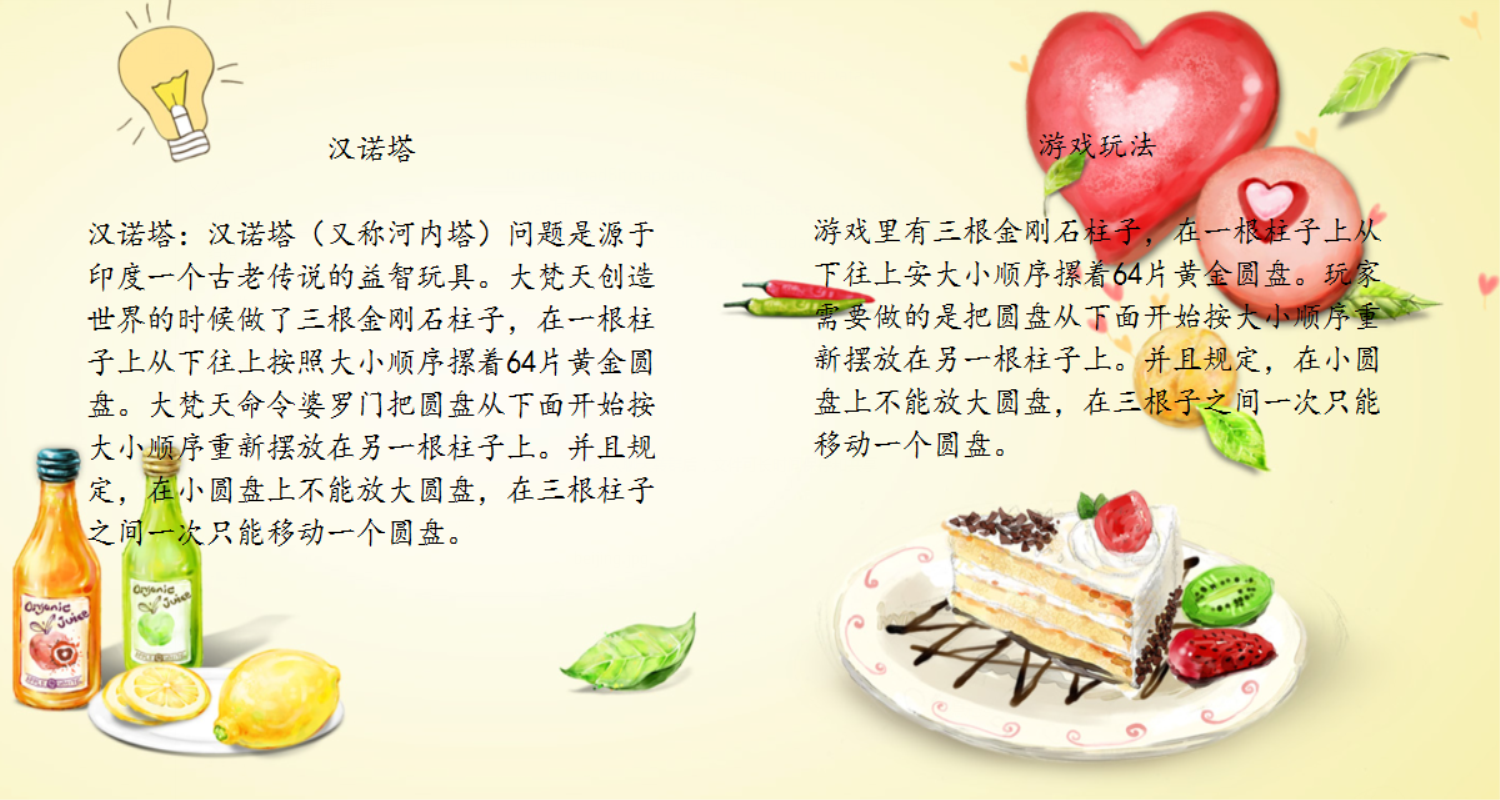 汉诺塔
汉诺塔：汉诺塔（又称河内塔）问题是源于
印度一个古老传说的益智玩具。大梵天创造
世界的时候做了三根金刚石柱子，在一根柱
子上从下往上按照大小顺序摞着64片黄金圆
盘。大梵天命令婆罗门把圆盘从下面开始按
大小顺序重新摆放在另一根柱子上。并且规
定，在小圆盘上不能放大圆盘，在三根柱子
之间一次只能移动一个圆盘。
游戏玩法
游戏里有三根金刚石柱子，在一根柱子上从
下往上安大小顺序摞着64片黄金圆盘。玩家
需要做的是把圆盘从下面开始按大小顺序重
新摆放在另一根柱子上。并且规定，在小圆
盘上不能放大圆盘，在三根子之间一次只能
移动一个圆盘。
Organic
Juice
APPLE
Organic
Juice
APPLE